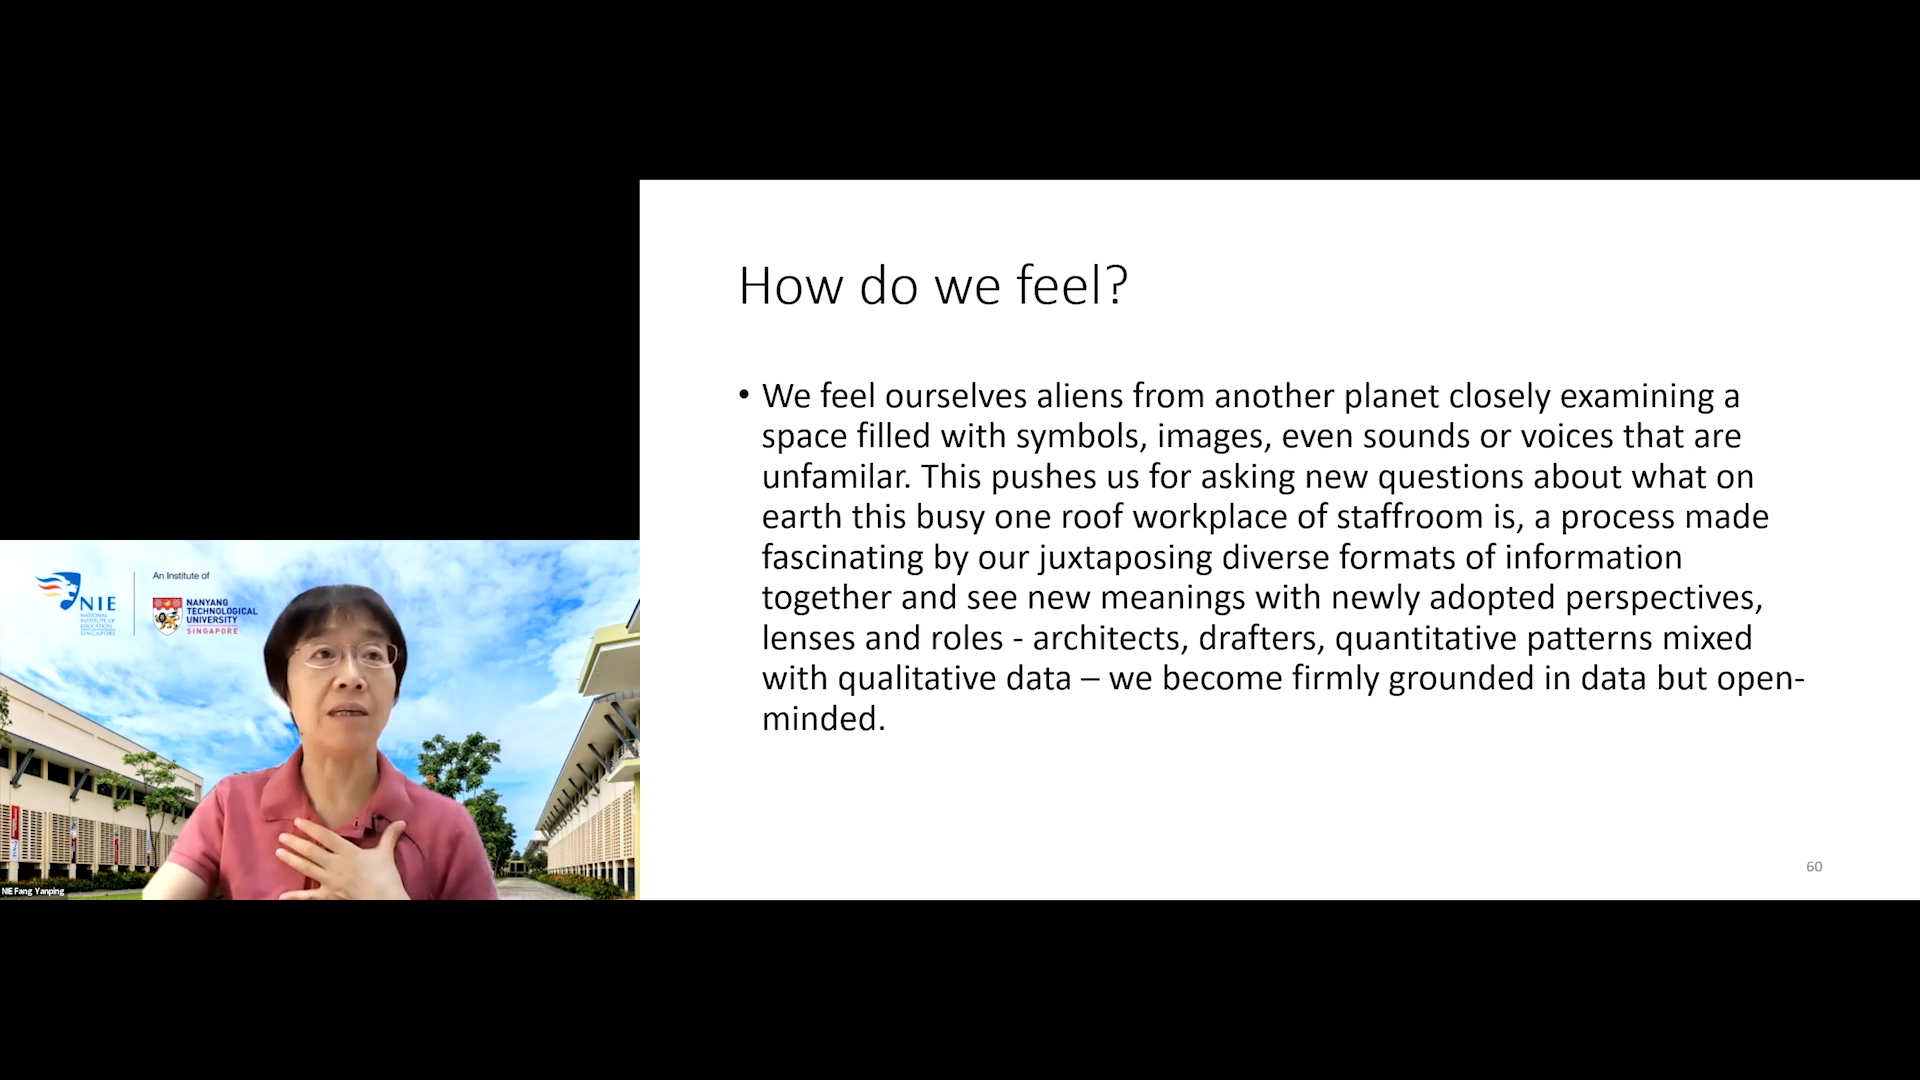 How do we feel?
• We feel ourselves aliens from another planet closely examining a
space filled with symbols, images, even sounds or voices that are
unfamilar. This pushes us for asking new questions about what on
earth this busy one roof workplace of staffroom is, a process made
fascinating by our juxtaposing diverse formats of information
together and see new meanings with newly adopted perspectives,
lenses and roles - architects, drafters, quantitative patterns mixed
with qualitative data – we become firmly grounded in data but open-
minded.
60
NIE
NATIONAL
INSTITUTE OF
EDUCATION
SINGAPORE
An Institute of
NANYANG
TECHNOLOGICAL
UNIVERSITY
SINGAPORE
NIE Fang Yanping